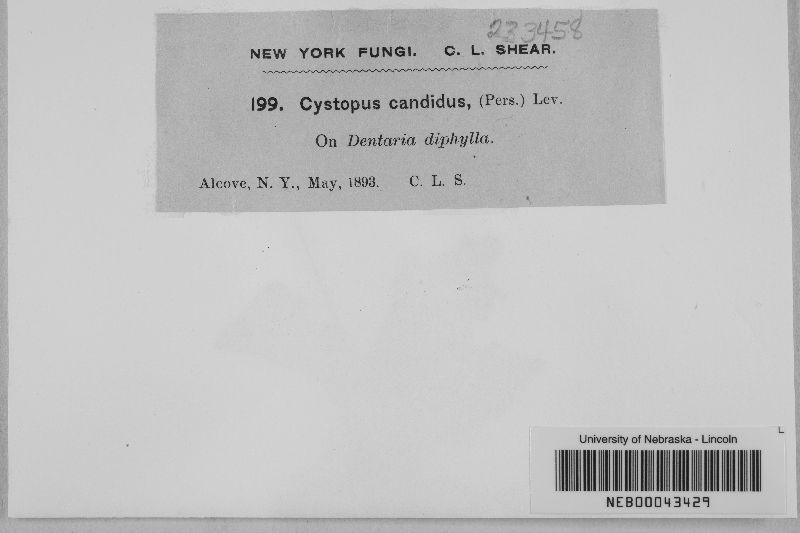 233458
NEW YORK FUNGI. C. L. SHEAR.
199. Cystopus candidus, (Pers.) Lev.
On Dentaria diphylla.
Alcove, N. Y., May, 1893. C. L. S.
University of Nebraska - Lincoln
NEB00043429